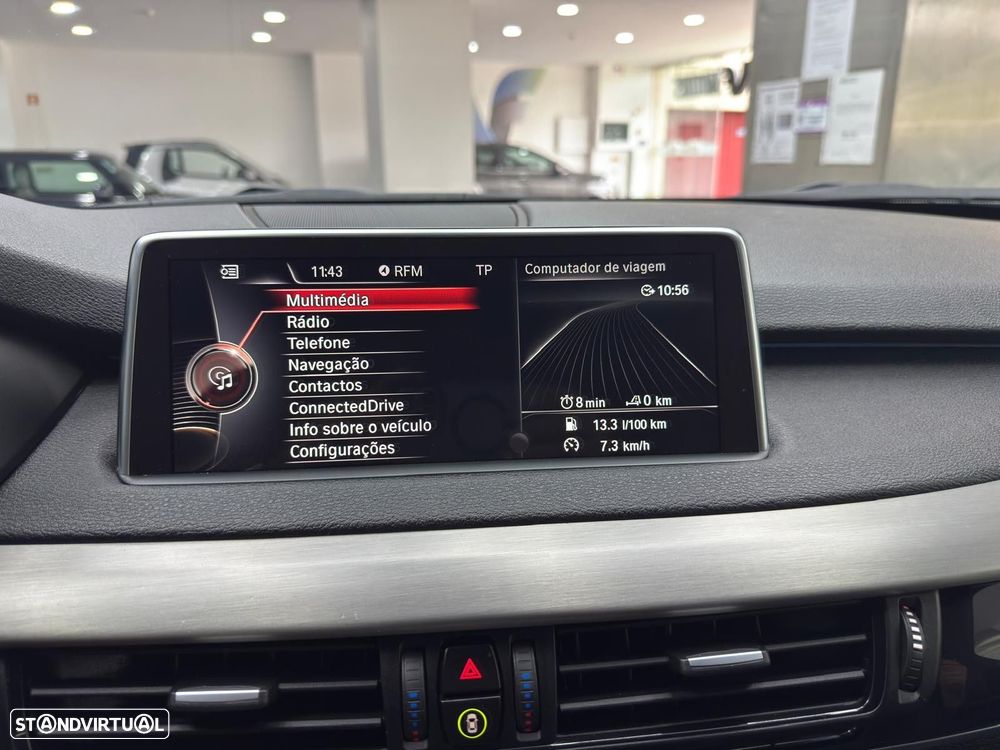 11:43 RFM TP
Multimédia
Rádio
Telefone
Navegação
Contactos
ConnectedDrive
Info sobre o veículo
Configurações
Computador de viagem
10:56
8 min 0 km
13.3 l/100 km
7.3 km/h
STANDVIRTUAL